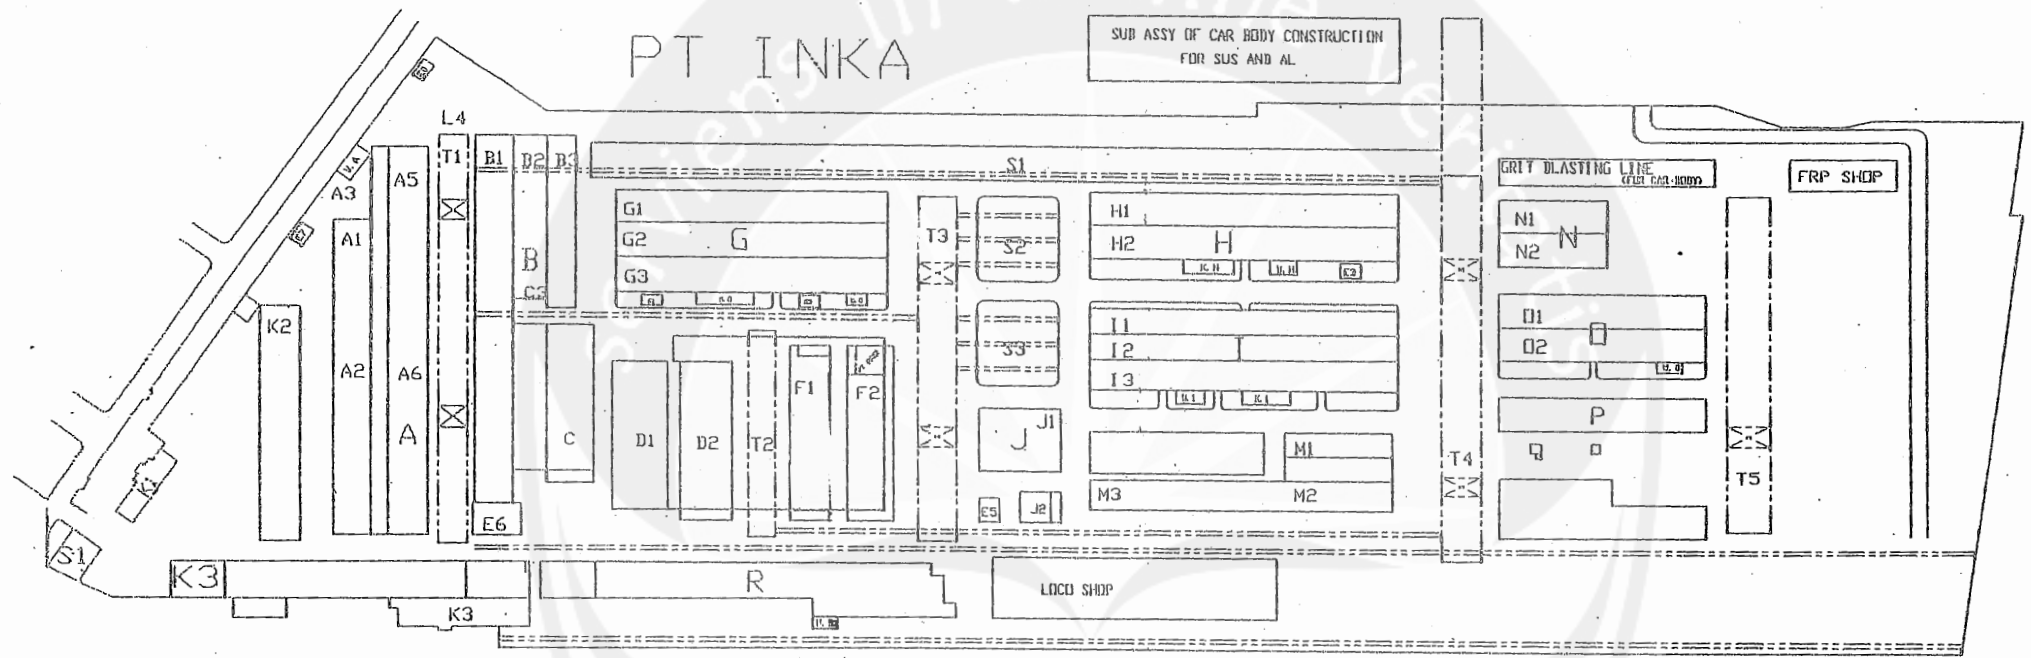 PT INKA
SUB ASSY OF CAR BODY CONSTRUCTION
FOR SUS AND AL
L4
T1
B1
B2
B3
S1
GRIT BLASTING LINE
(FOR CAR-BODY)
FRP SHOP
A5
A3
A1
G1
G2
G
G3
T3
S2
H1
H2
H
N1
N
N2
B
K2
A2
A6
A
I1
I2
I
I3
S3
O1
O2
F1
F2
C
D1
D2
T2
J1
J
M1
M3
M2
T4
P
Q
T5
E6
E5
J2
S1
K3
K3
R
LOCO SHOP